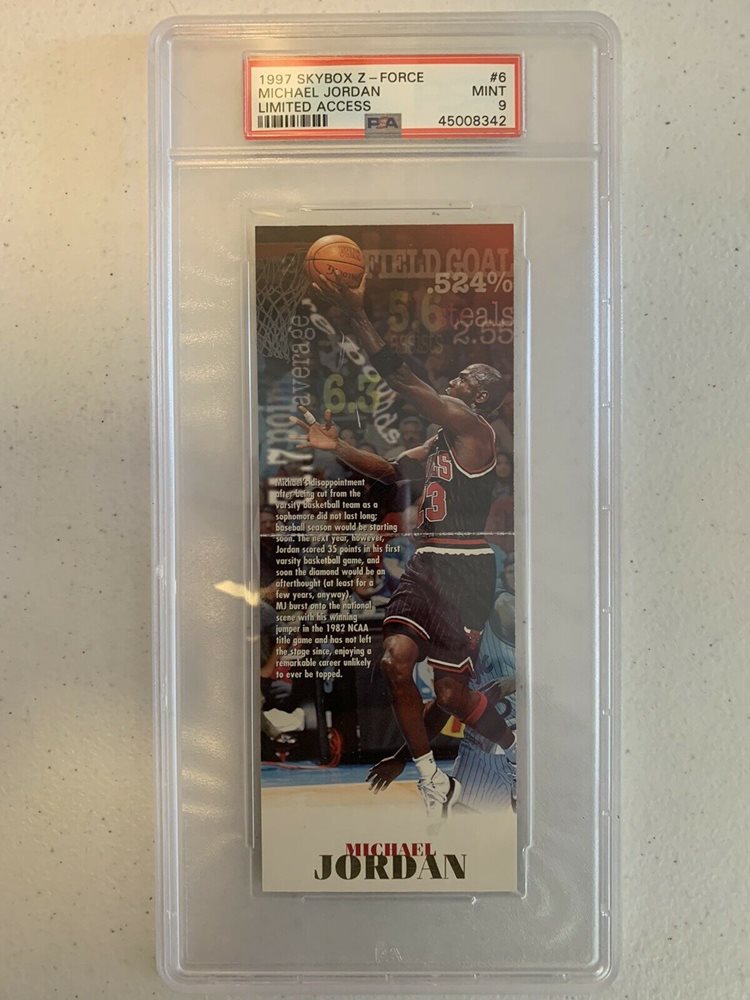 1997 SKYBOX Z-FORCE #6
MICHAEL JORDAN MINT
LIMITED ACCESS 9
PSA 45008342
FIELD GOAL
.524%
5.6
assists
steals
2.55
average
6.3
Michael's disappointment
after being cut from the
varsity basketball team as a
sophomore did not last long;
baseball season would be starting
soon. The next year, however,
Jordan scored 35 points in his first
varsity basketball game, and
soon the diamond would be an
afterthought (at least for a
few years, anyway).
MJ burst onto the national
scene with his winning
jumper in the 1982 NCAA
title game and has not left
the stage since, enjoying a
remarkable career unlikely
to ever be topped.
23
MICHAEL
JORDAN